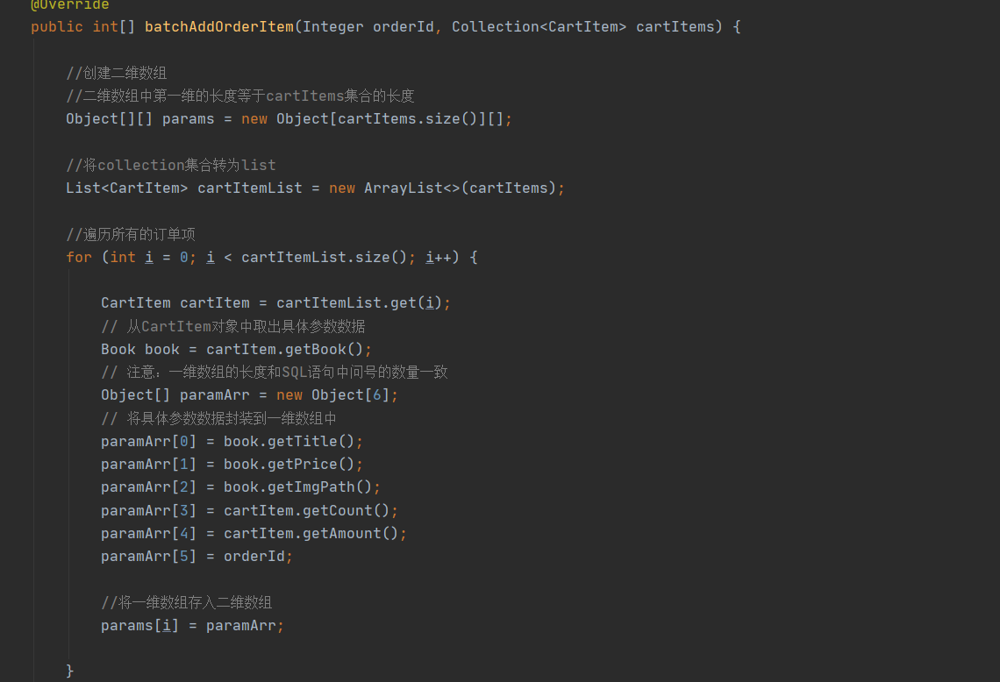 @Override
public int[] batchAddOrderItem(Integer orderId, Collection<CartItem> cartItems) {
//创建二维数组
//二维数组中第一维的长度等于cartItems集合的长度
Object[][] params = new Object[cartItems.size()][];
//将collection集合转为list
List<CartItem> cartItemList = new ArrayList<>(cartItems);
//遍历所有的订单项
for (int i = 0; i < cartItemList.size(); i++) {
CartItem cartItem = cartItemList.get(i);
// 从CartItem对象中取出具体参数数据
Book book = cartItem.getBook();
// 注意：一维数组的长度和SQL语句中问号的数量一致
Object[] paramArr = new Object[6];
// 将具体参数数据封装到一维数组中
paramArr[0] = book.getTitle();
paramArr[1] = book.getPrice();
paramArr[2] = book.getImgPath();
paramArr[3] = cartItem.getCount();
paramArr[4] = cartItem.getAmount();
paramArr[5] = orderId;
//将一维数组存入二维数组
params[i] = paramArr;
}